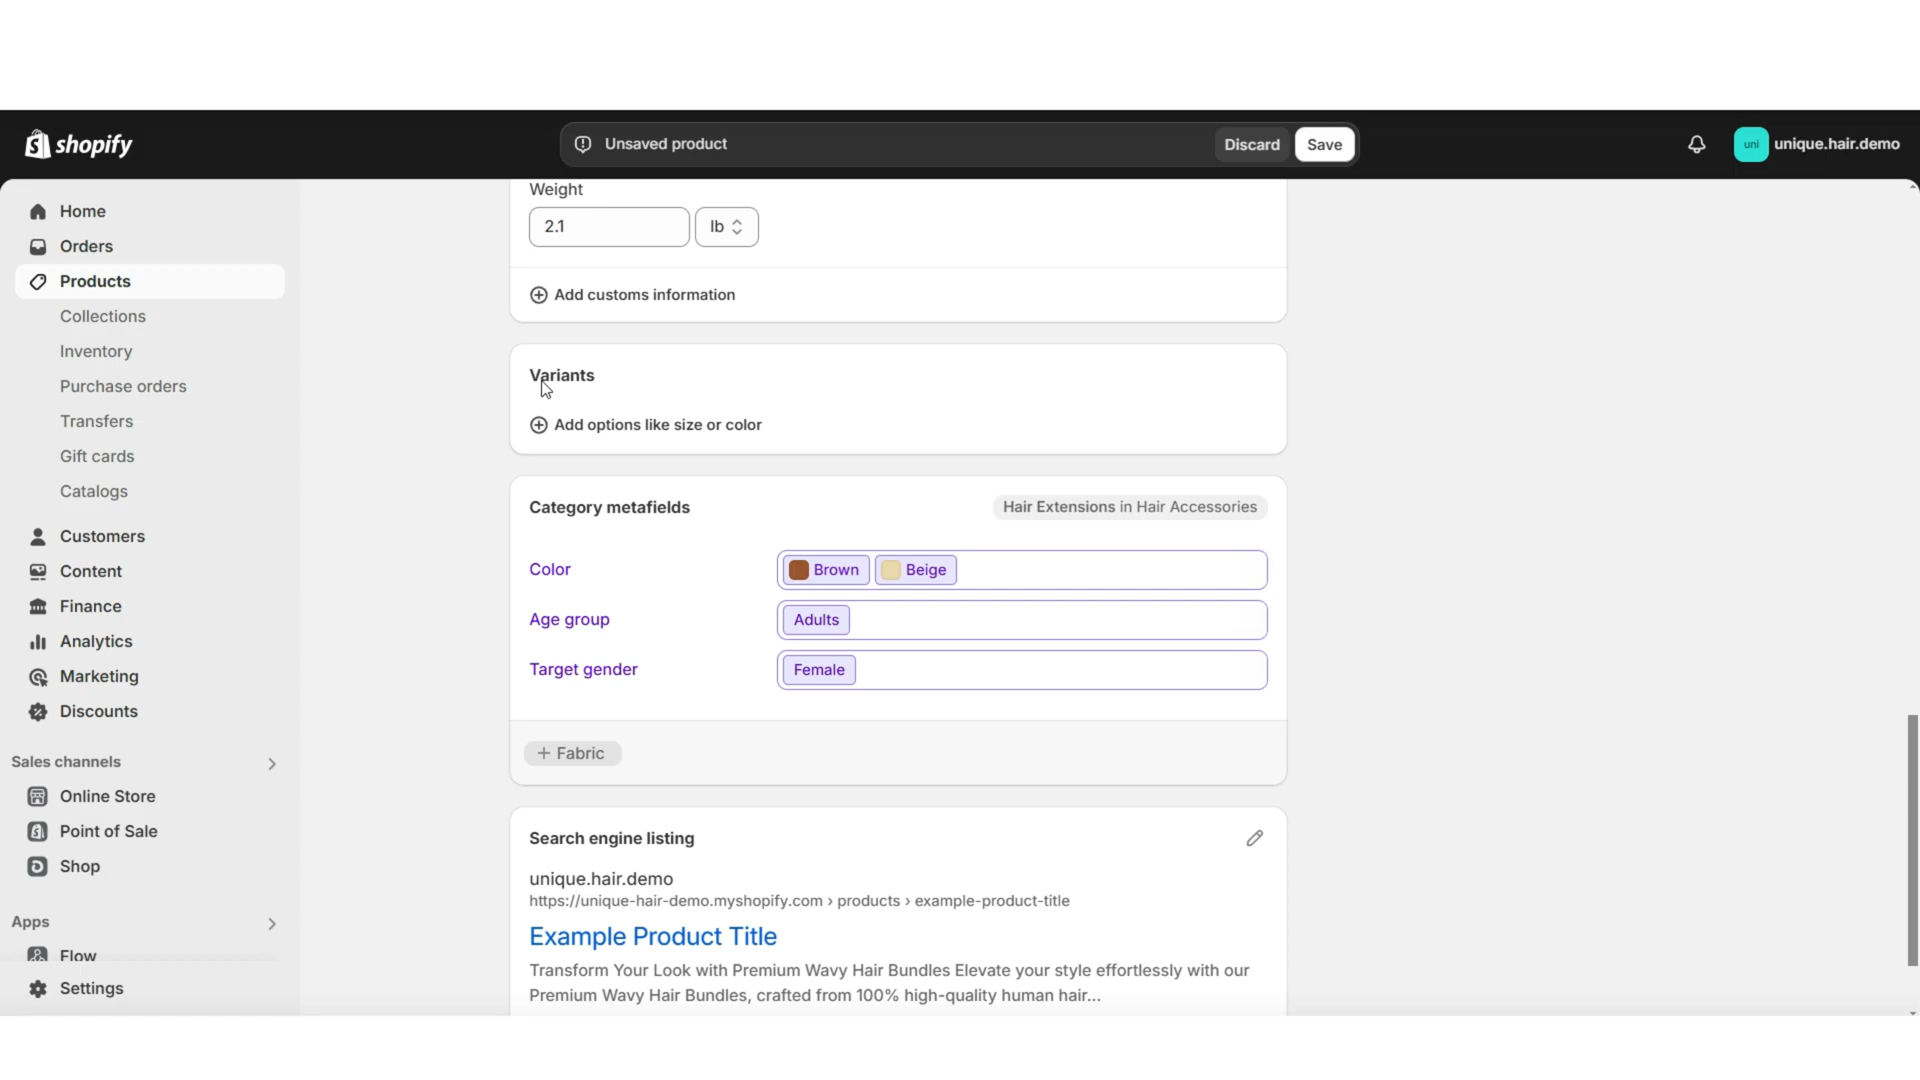 shopify
Unsaved product
Discard
Save
uni
unique.hair.demo
Home
Orders
Products
Collections
Inventory
Purchase orders
Transfers
Gift cards
Catalogs
Customers
Content
Finance
Analytics
Marketing
Discounts
Sales channels
Online Store
Point of Sale
Shop
Apps
Flow
Settings
Weight
2.1
lb
Add customs information
Variants
Add options like size or color
Category metafields
Hair Extensions in Hair Accessories
Color
Brown
Beige
Age group
Adults
Target gender
Female
+ Fabric
Search engine listing
unique.hair.demo
https://unique-hair-demo.myshopify.com › products › example-product-title
Example Product Title
Transform Your Look with Premium Wavy Hair Bundles Elevate your style effortlessly with our
Premium Wavy Hair Bundles, crafted from 100% high-quality human hair...